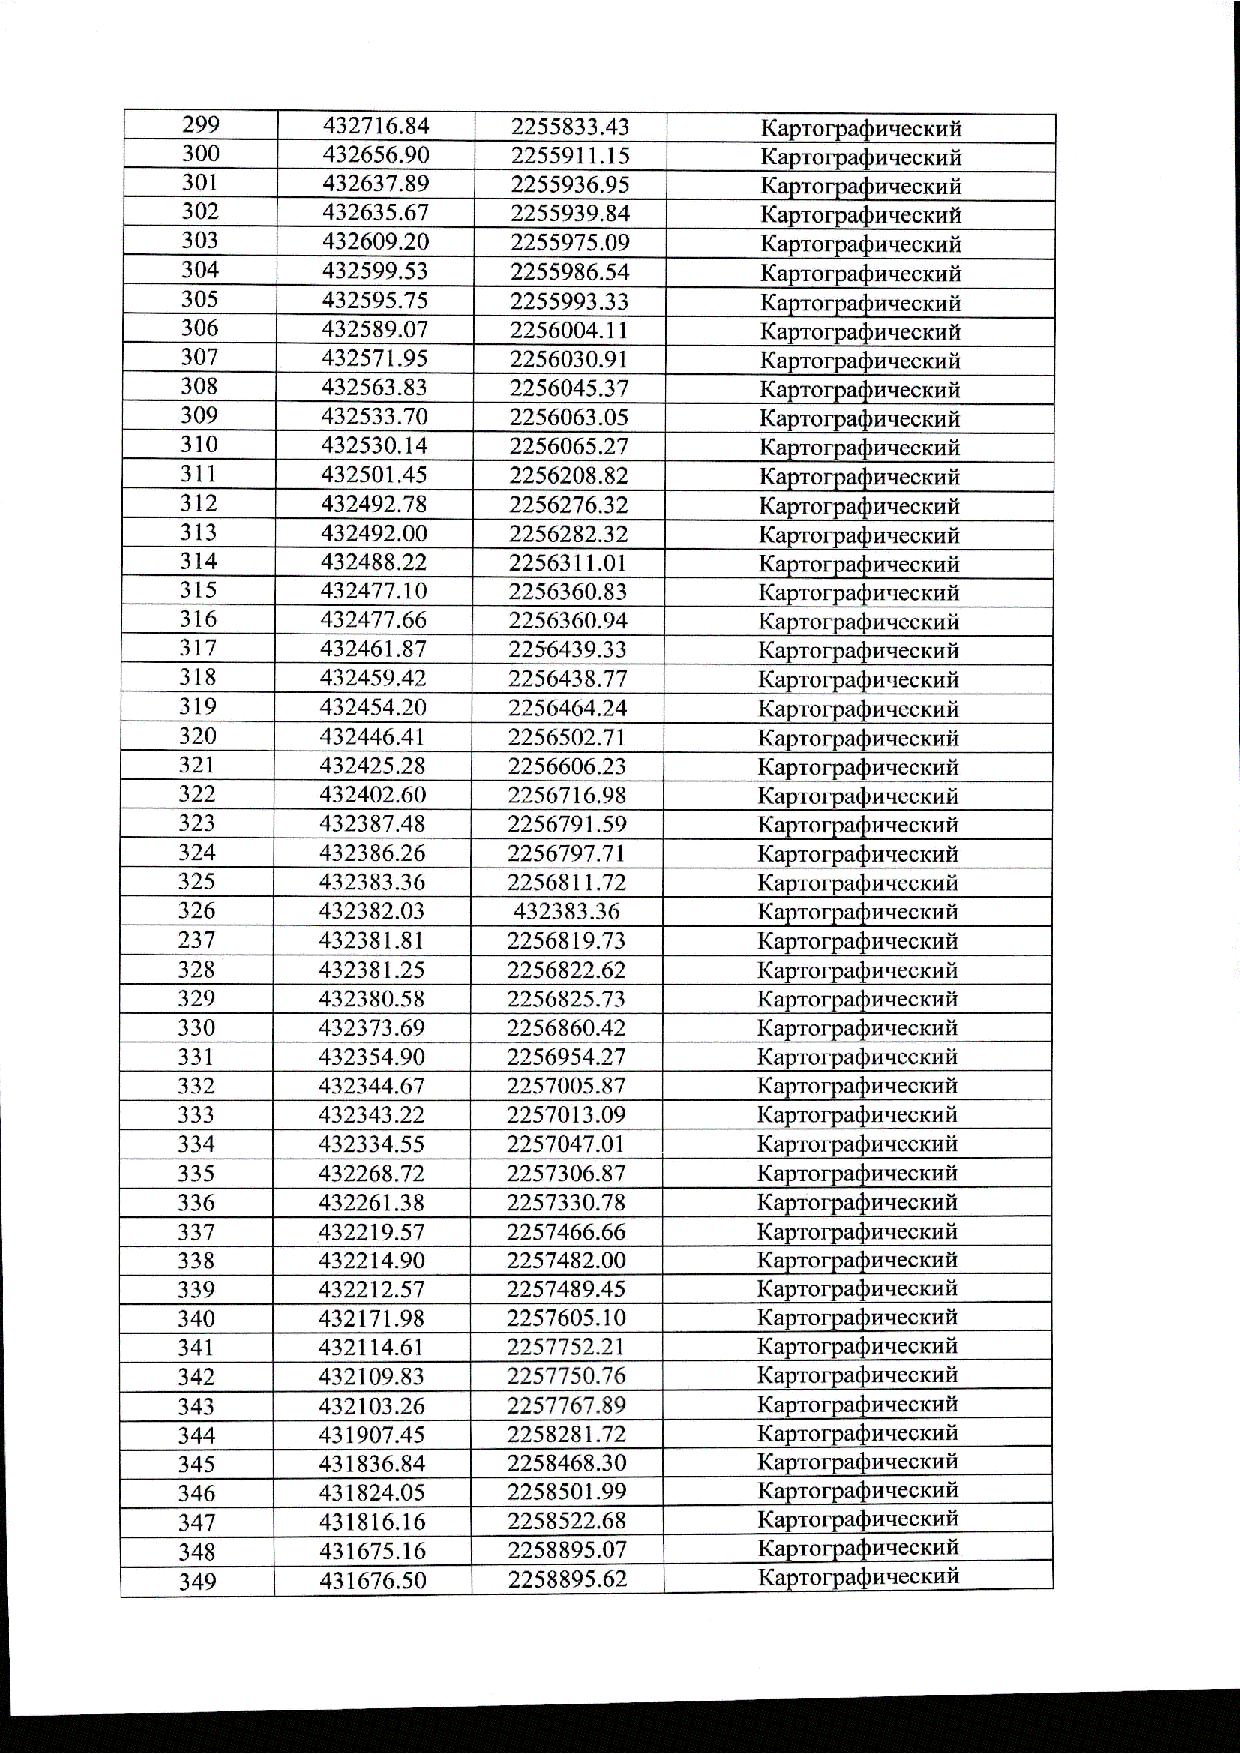 299 432716.84 2255833.43 Картографический
300 432656.90 2255911.15 Картографический
301 432637.89 2255936.95 Картографический
302 432635.67 2255939.84 Картографический
303 432609.20 2255975.09 Картографический
304 432599.53 2255986.54 Картографический
305 432595.75 2255993.33 Картографический
306 432589.07 2256004.11 Картографический
307 432571.95 2256030.91 Картографический
308 432563.83 2256045.37 Картографический
309 432533.70 2256063.05 Картографический
310 432530.14 2256065.27 Картографический
311 432501.45 2256208.82 Картографический
312 432492.78 2256276.32 Картографический
313 432492.00 2256282.32 Картографический
314 432488.22 2256311.01 Картографический
315 432477.10 2256360.83 Картографический
316 432477.66 2256360.94 Картографический
317 432461.87 2256439.33 Картографический
318 432459.42 2256438.77 Картографический
319 432454.20 2256464.24 Картографический
320 432446.41 2256502.71 Картографический
321 432425.28 2256606.23 Картографический
322 432402.60 2256716.98 Картографический
323 432387.48 2256791.59 Картографический
324 432386.26 2256797.71 Картографический
325 432383.36 2256811.72 Картографический
326 432382.03 432383.36 Картографический
237 432381.81 2256819.73 Картографический
328 432381.25 2256822.62 Картографический
329 432380.58 2256825.73 Картографический
330 432373.69 2256860.42 Картографический
331 432354.90 2256954.27 Картографический
332 432344.67 2257005.87 Картографический
333 432343.22 2257013.09 Картографический
334 432334.55 2257047.01 Картографический
335 432268.72 2257306.87 Картографический
336 432261.38 2257330.78 Картографический
337 432219.57 2257466.66 Картографический
338 432214.90 2257482.00 Картографический
339 432212.57 2257489.45 Картографический
340 432171.98 2257605.10 Картографический
341 432114.61 2257752.21 Картографический
342 432109.83 2257750.76 Картографический
343 432103.26 2257767.89 Картографический
344 431907.45 2258281.72 Картографический
345 431836.84 2258468.30 Картографический
346 431824.05 2258501.99 Картографический
347 431816.16 2258522.68 Картографический
348 431675.16 2258895.07 Картографический
349 431676.50 2258895.62 Картографический